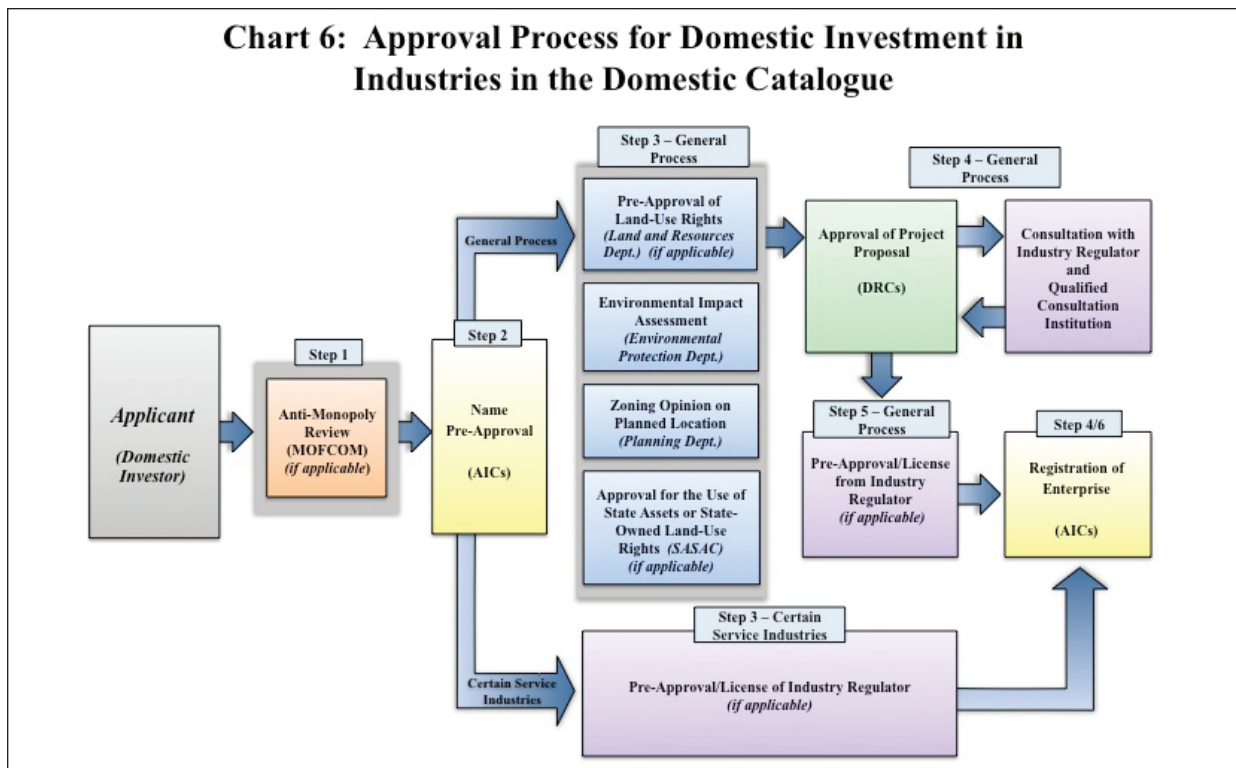 Chart 6:  Approval Process for Domestic Investment in
Industries in the Domestic Catalogue
Applicant
(Domestic
Investor)
Step 1
Anti-Monopoly
Review
(MOFCOM)
(if applicable)
Step 2
Name
Pre-Approval
(AICs)
General Process
Certain Service
Industries
Step 3 – General
Process
Pre-Approval of
Land-Use Rights
(Land and Resources
Dept.)  (if applicable)
Environmental Impact
Assessment
(Environmental
Protection Dept.)
Zoning Opinion on
Planned Location
(Planning Dept.)
Approval for the Use of
State Assets or State-
Owned Land-Use
Rights  (SASAC)
(if applicable)
Step 4 – General
Process
Approval of Project
Proposal
(DRCs)
Consultation with
Industry Regulator
and
Qualified
Consultation
Institution
Step 5 – General
Process
Pre-Approval/License
from Industry
Regulator
(if applicable)
Step 4/6
Registration of
Enterprise
(AICs)
Step 3 – Certain
Service Industries
Pre-Approval/License of Industry Regulator
(if applicable)